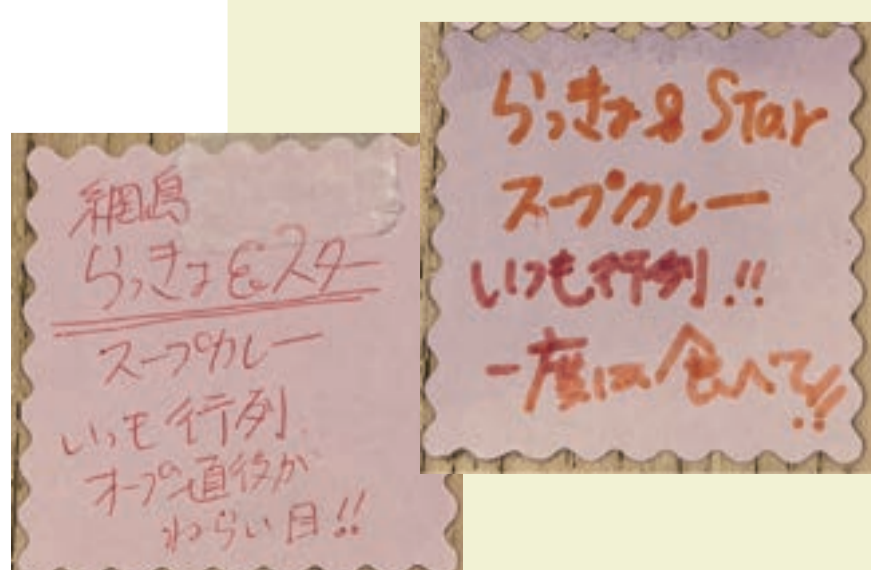 綱島
らっきょ&スター
スープカレー
いつも行列
オープン直後が
ねらい目!!
らっきょ&Star
スープカレー
いつも行列!!
一度は食べて!!